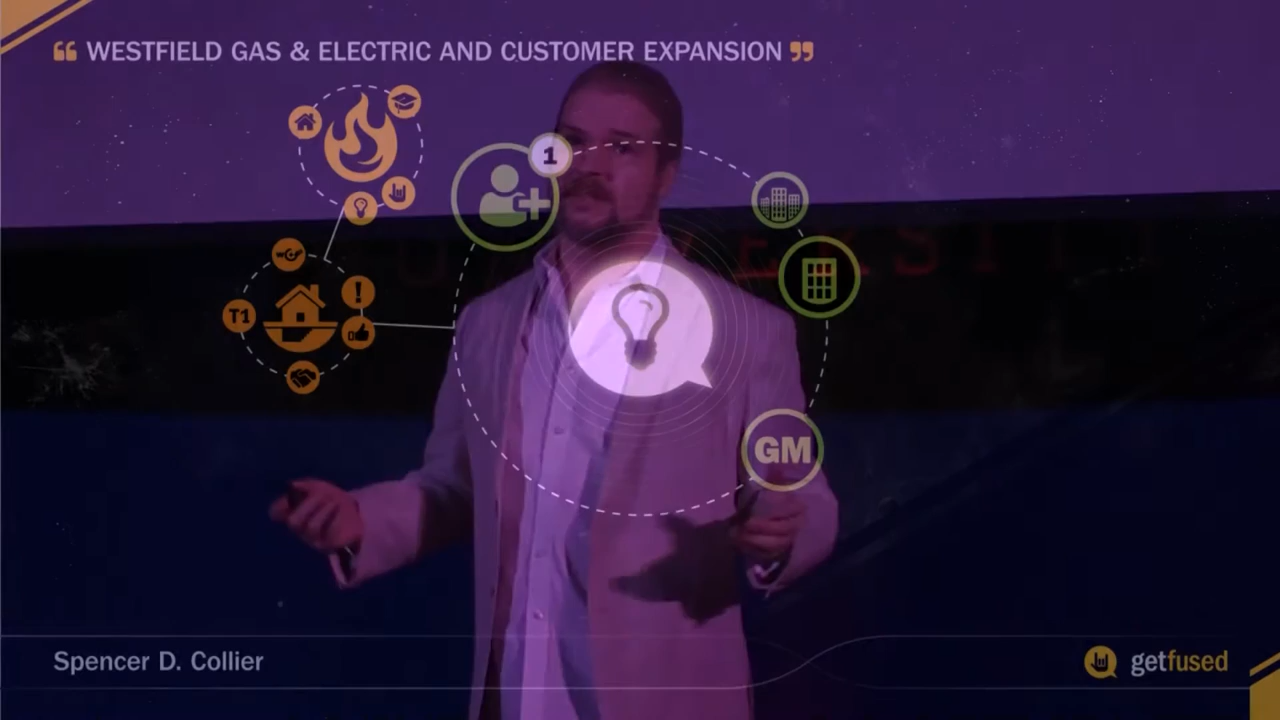 “ WESTFIELD GAS & ELECTRIC AND CUSTOMER EXPANSION ”
1
T1
!
GM
Spencer D. Collier
getfused